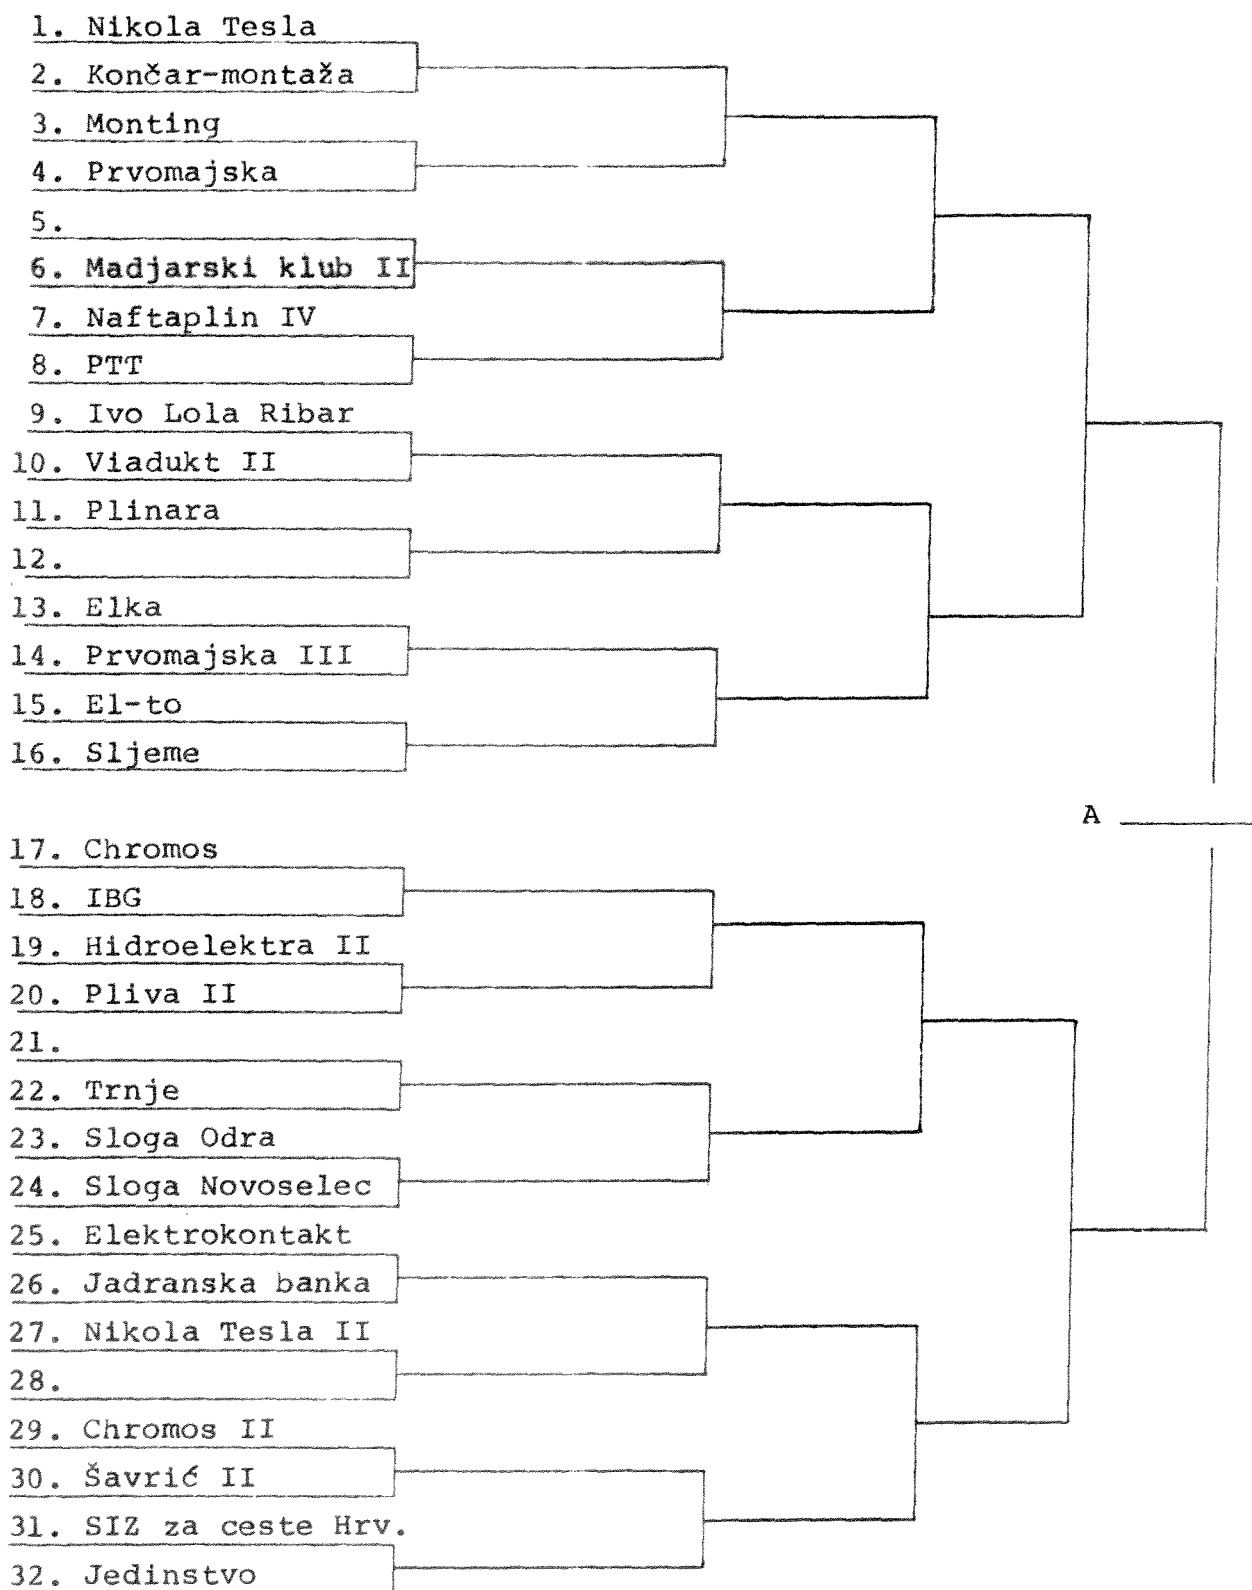 1. Nikola Tesla
2. Končar-montaža
3. Monting
4. Prvomajska
5.
6. Madjarski klub II
7. Naftaplin IV
8. PTT
9. Ivo Lola Ribar
10. Viadukt II
11. Plinara
12.
13. Elka
14. Prvomajska III
15. El-to
16. Sljeme
A
17. Chromos
18. IBG
19. Hidroelektra II
20. Pliva II
21.
22. Trnje
23. Sloga Odra
24. Sloga Novoselec
25. Elektrokontakt
26. Jadranska banka
27. Nikola Tesla II
28.
29. Chromos II
30. Šavrić II
31. SIZ za ceste Hrv.
32. Jedinstvo